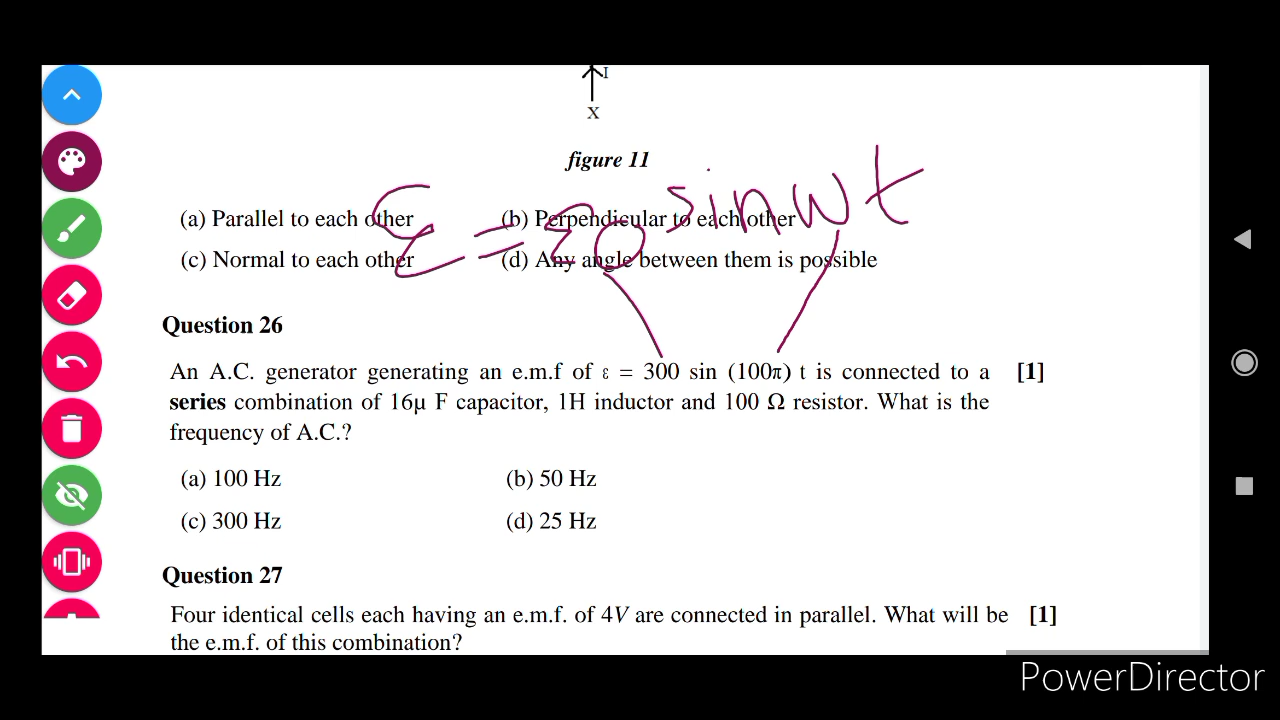 I
X
figure 11
ε = ε0 sin ωt
(a) Parallel to each other (b) Perpendicular to each other
(c) Normal to each other (d) Any angle between them is possible
Question 26
An A.C. generator generating an e.m.f of ε = 300 sin (100π) t is connected to a [1]
series combination of 16μ F capacitor, 1H inductor and 100 Ω resistor. What is the
frequency of A.C.?
(a) 100 Hz (b) 50 Hz
(c) 300 Hz (d) 25 Hz
Question 27
Four identical cells each having an e.m.f. of 4V are connected in parallel. What will be [1]
the e.m.f. of this combination?
PowerDirector